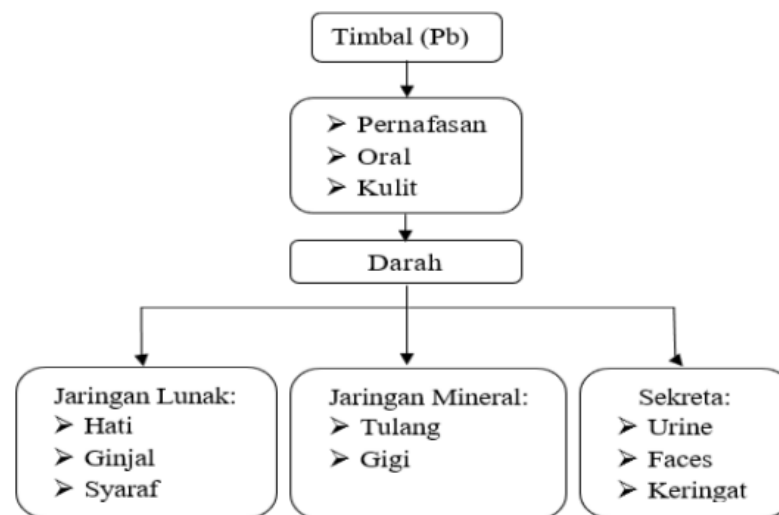 Timbal (Pb)
➢ Pernafasan
➢ Oral
➢ Kulit
Darah
Jaringan Lunak:
➢ Hati
➢ Ginjal
➢ Syaraf
Jaringan Mineral:
➢ Tulang
➢ Gigi
Sekreta:
➢ Urine
➢ Faces
➢ Keringat